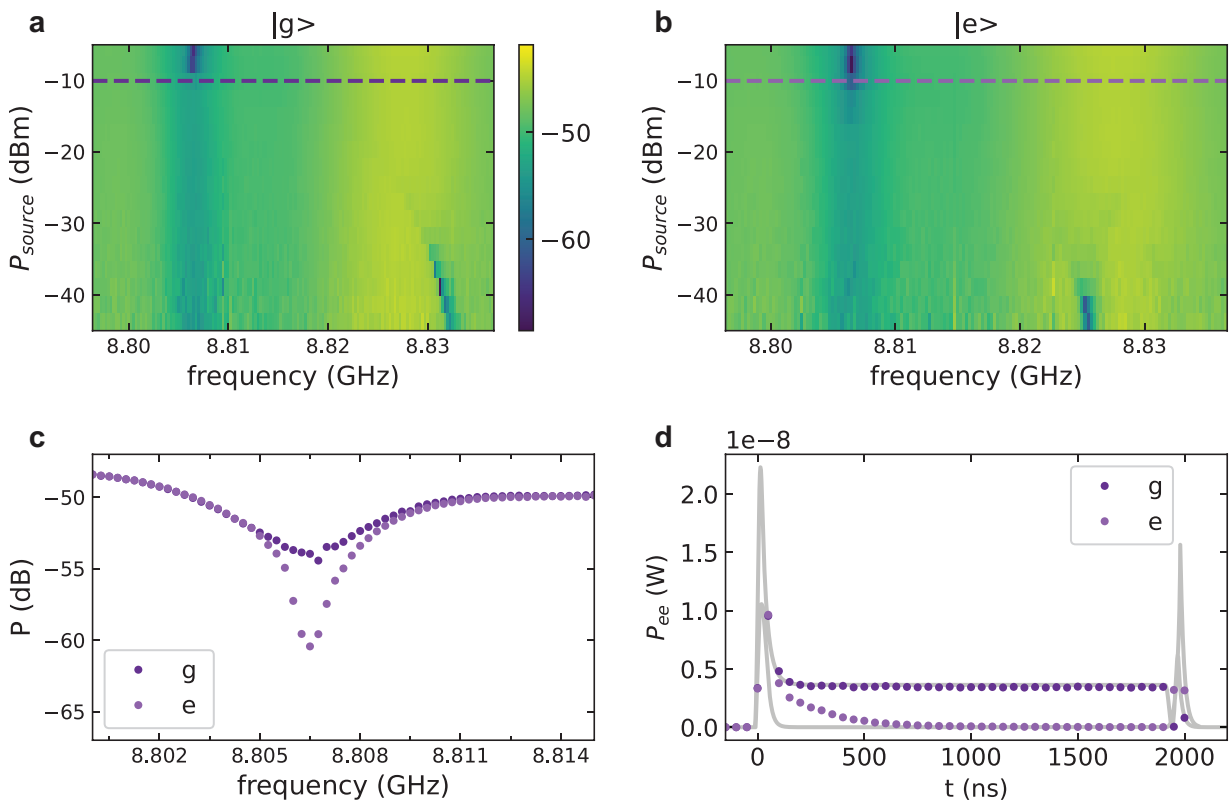 a
|g>
P_source (dBm)
−10
−20
−30
−40
8.80
8.81
8.82
8.83
frequency (GHz)
−50
−60
b
|e>
P_source (dBm)
−10
−20
−30
−40
8.80
8.81
8.82
8.83
frequency (GHz)
c
P (dB)
−50
−55
−60
−65
g
e
8.802
8.805
8.808
8.811
8.814
frequency (GHz)
d
1e−8
P_ee (W)
2.0
1.5
1.0
0.5
0.0
g
e
0
500
1000
1500
2000
t (ns)